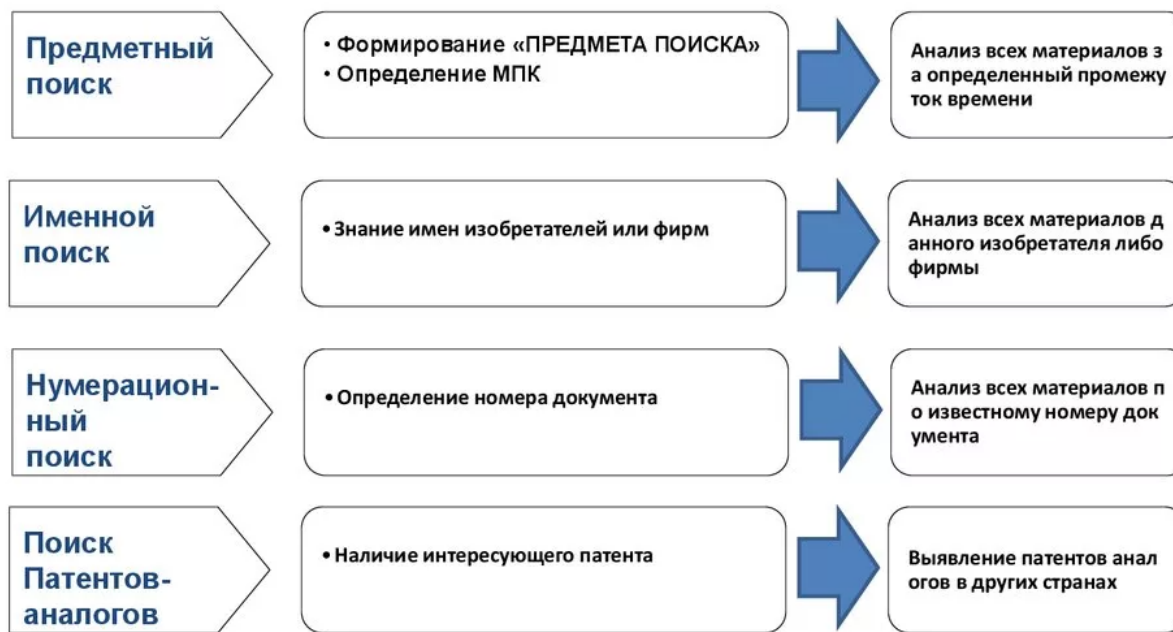 Предметный
поиск
• Формирование «ПРЕДМЕТА ПОИСКА»
• Определение МПК
Анализ всех материалов з
а определенный промежу
ток времени
Именной
поиск
• Знание имен изобретателей или фирм
Анализ всех материалов д
анного изобретателя либо
фирмы
Нумерацион-
ный
поиск
• Определение номера документа
Анализ всех материалов п
о известному номеру док
умента
Поиск
Патентов-
аналогов
• Наличие интересующего патента
Выявление патентов анал
огов в других странах